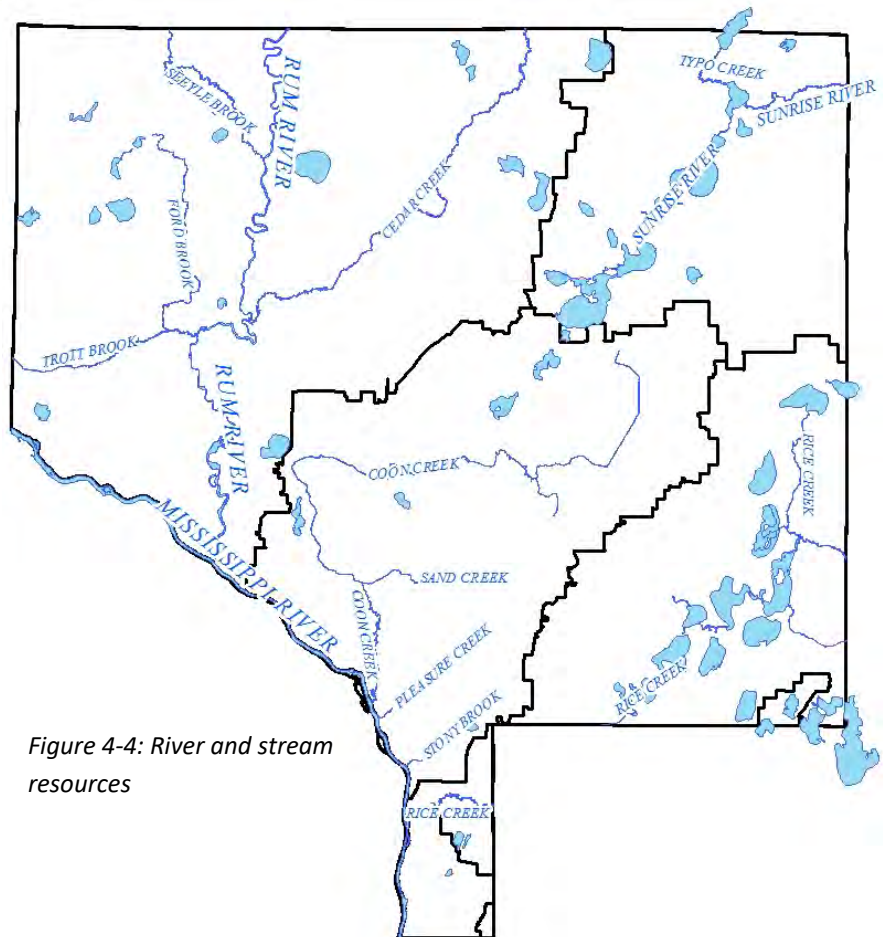 TYPO CREEK
SUNRISE RIVER
SEEYLE BROOK
RUM RIVER
CEDAR CREEK
SUNRISE RIVER
FORD BROOK
TROTT BROOK
RUM RIVER
COON CREEK
RICE CREEK
MISSISSIPPI RIVER
SAND CREEK
COON CREEK
PLEASURE CREEK
RICE CREEK
STONYBROOK
Figure 4-4: River and stream
resources
RICE CREEK